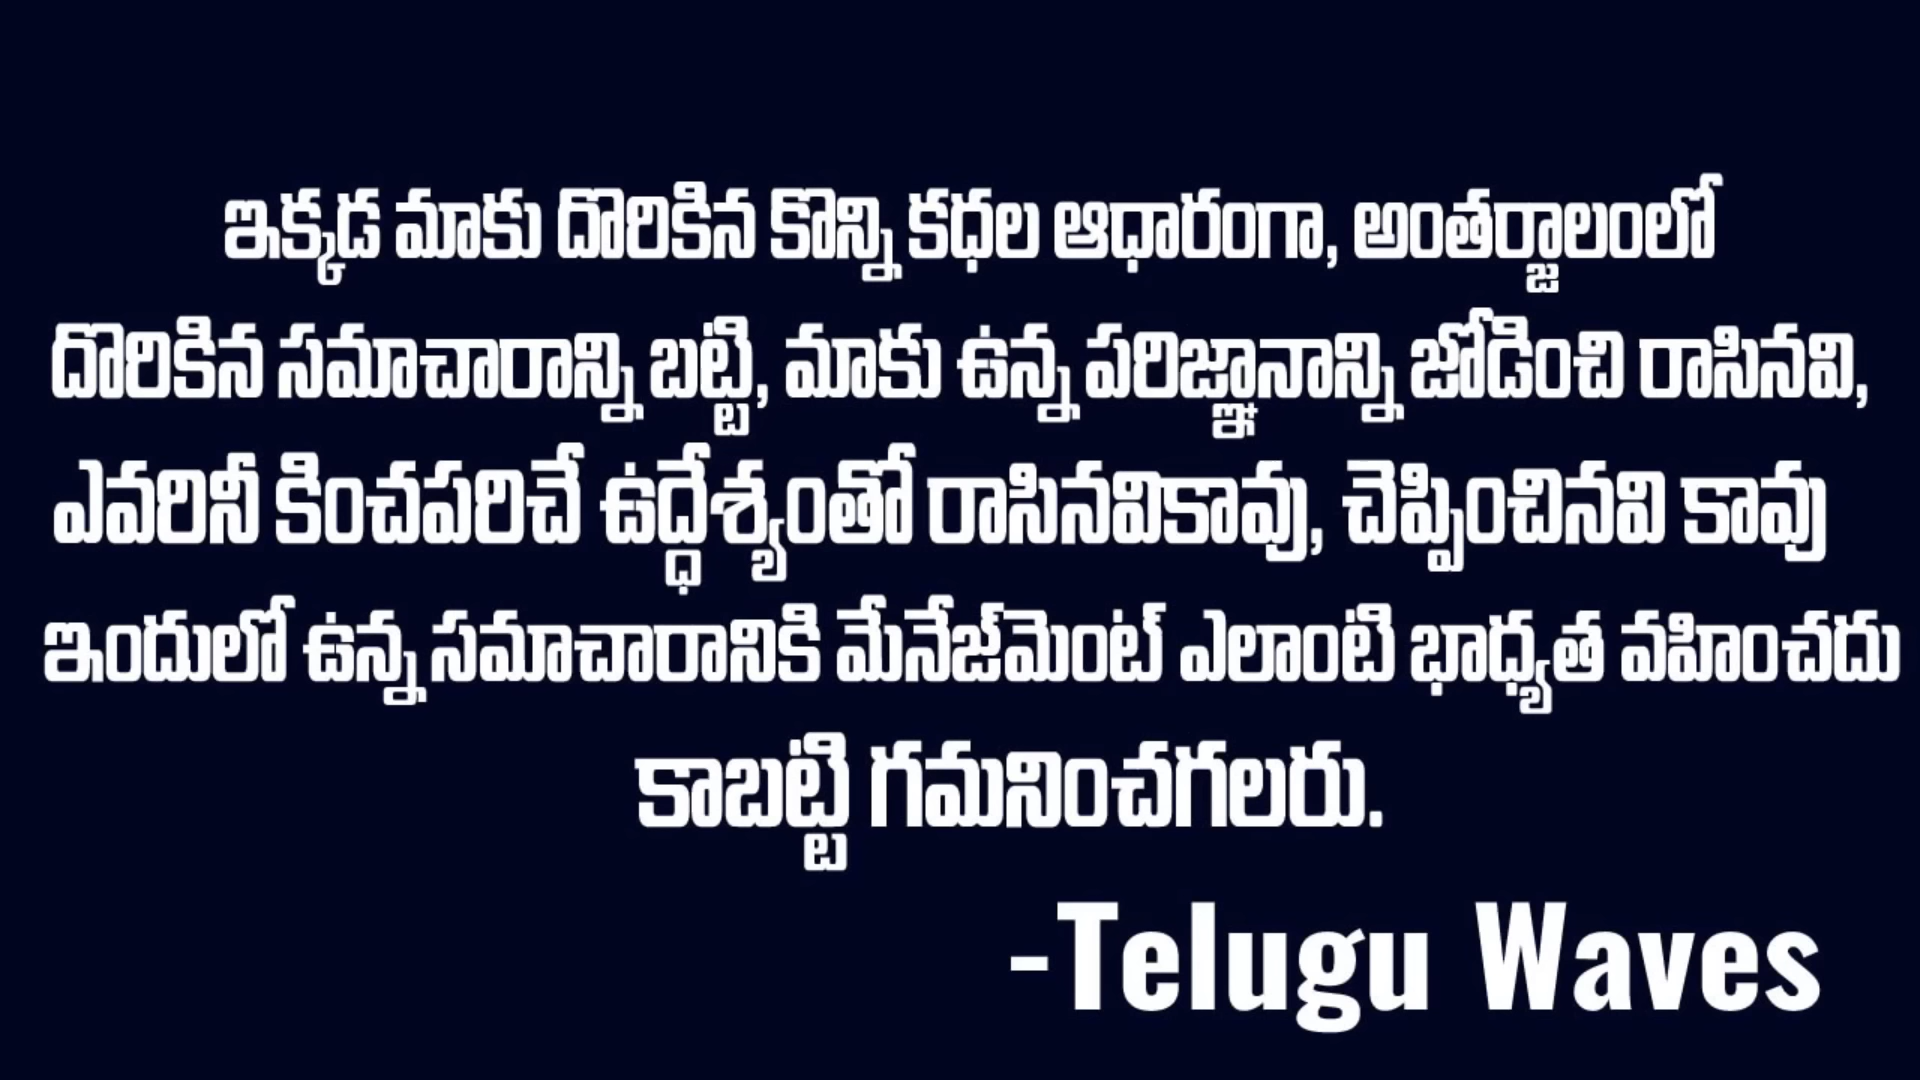 ఇక్కడ మాకు దొరికిన కొన్ని కధల ఆధారంగా, అంతర్జాలంలో
దొరికిన సమాచారాన్ని బట్టి, మాకు ఉన్న పరిజ్ఞానాన్ని జోడించి రాసినవి,
ఎవరినీ కించపరిచే ఉద్ధేశ్యంతో రాసినవికావు, చెప్పించినవి కావు
ఇందులో ఉన్న సమాచారానికి మేనేజ్‌మెంట్ ఎలాంటి భాధ్యత వహించదు
కాబట్టి గమనించగలరు.
-Telugu Waves